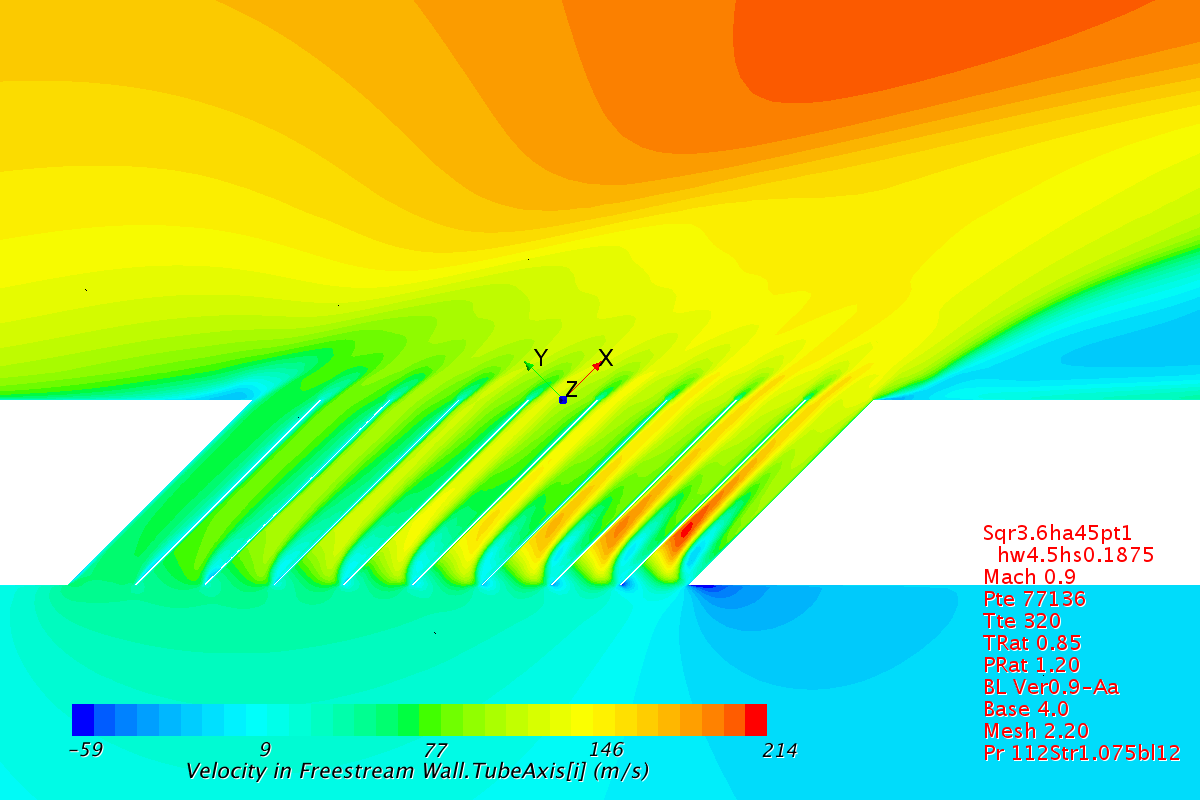 Y X
Z
Sqr3.6ha45pt1
hw4.5hs0.1875
Mach 0.9
Pte 77136
Tte 320
TRat 0.85
PRat 1.20
BL Ver0.9-Aa
Base 4.0
Mesh 2.20
Pr 112Str1.075bl12
-59 9 77 146 214
Velocity in Freestream Wall.TubeAxis[i] (m/s)